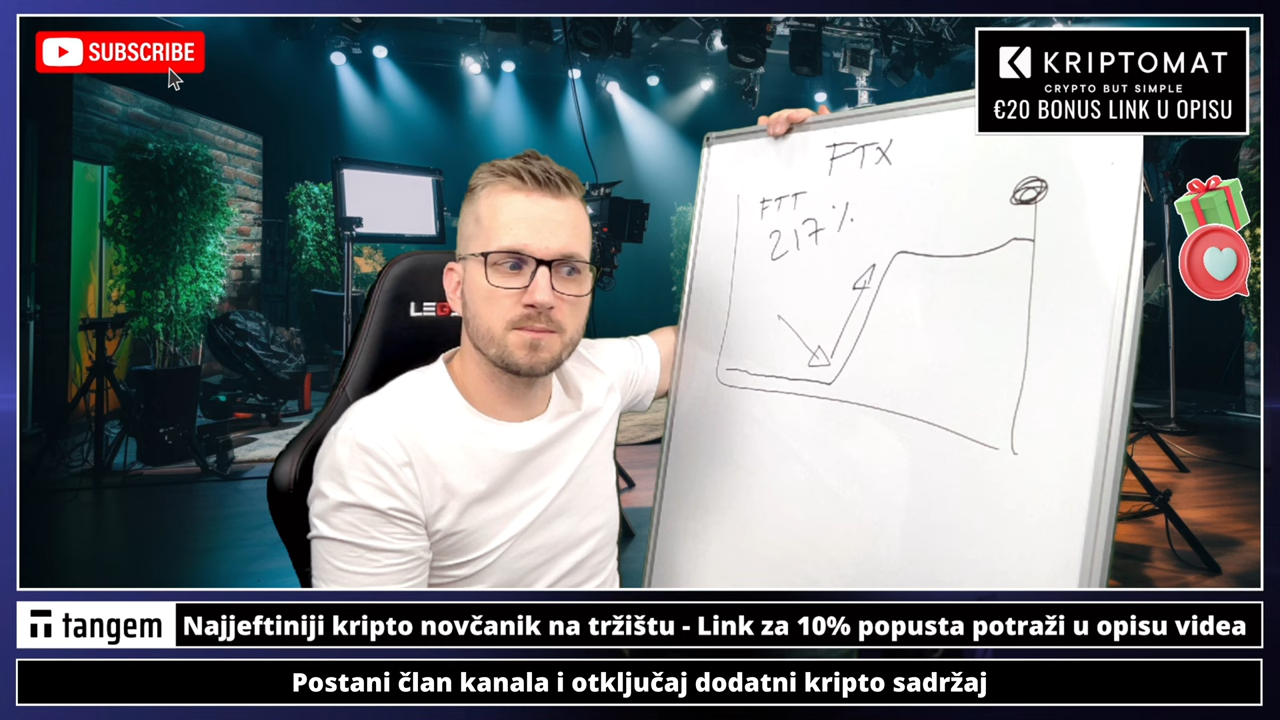 SUBSCRIBE
KRIPTOMAT
CRYPTO BUT SIMPLE
€20 BONUS LINK U OPISU
FTX
FTT
217%
LEG
tangem
Najjeftiniji kripto novčanik na tržištu - Link za 10% popusta potraži u opisu videa
Postani član kanala i otključaj dodatni kripto sadržaj